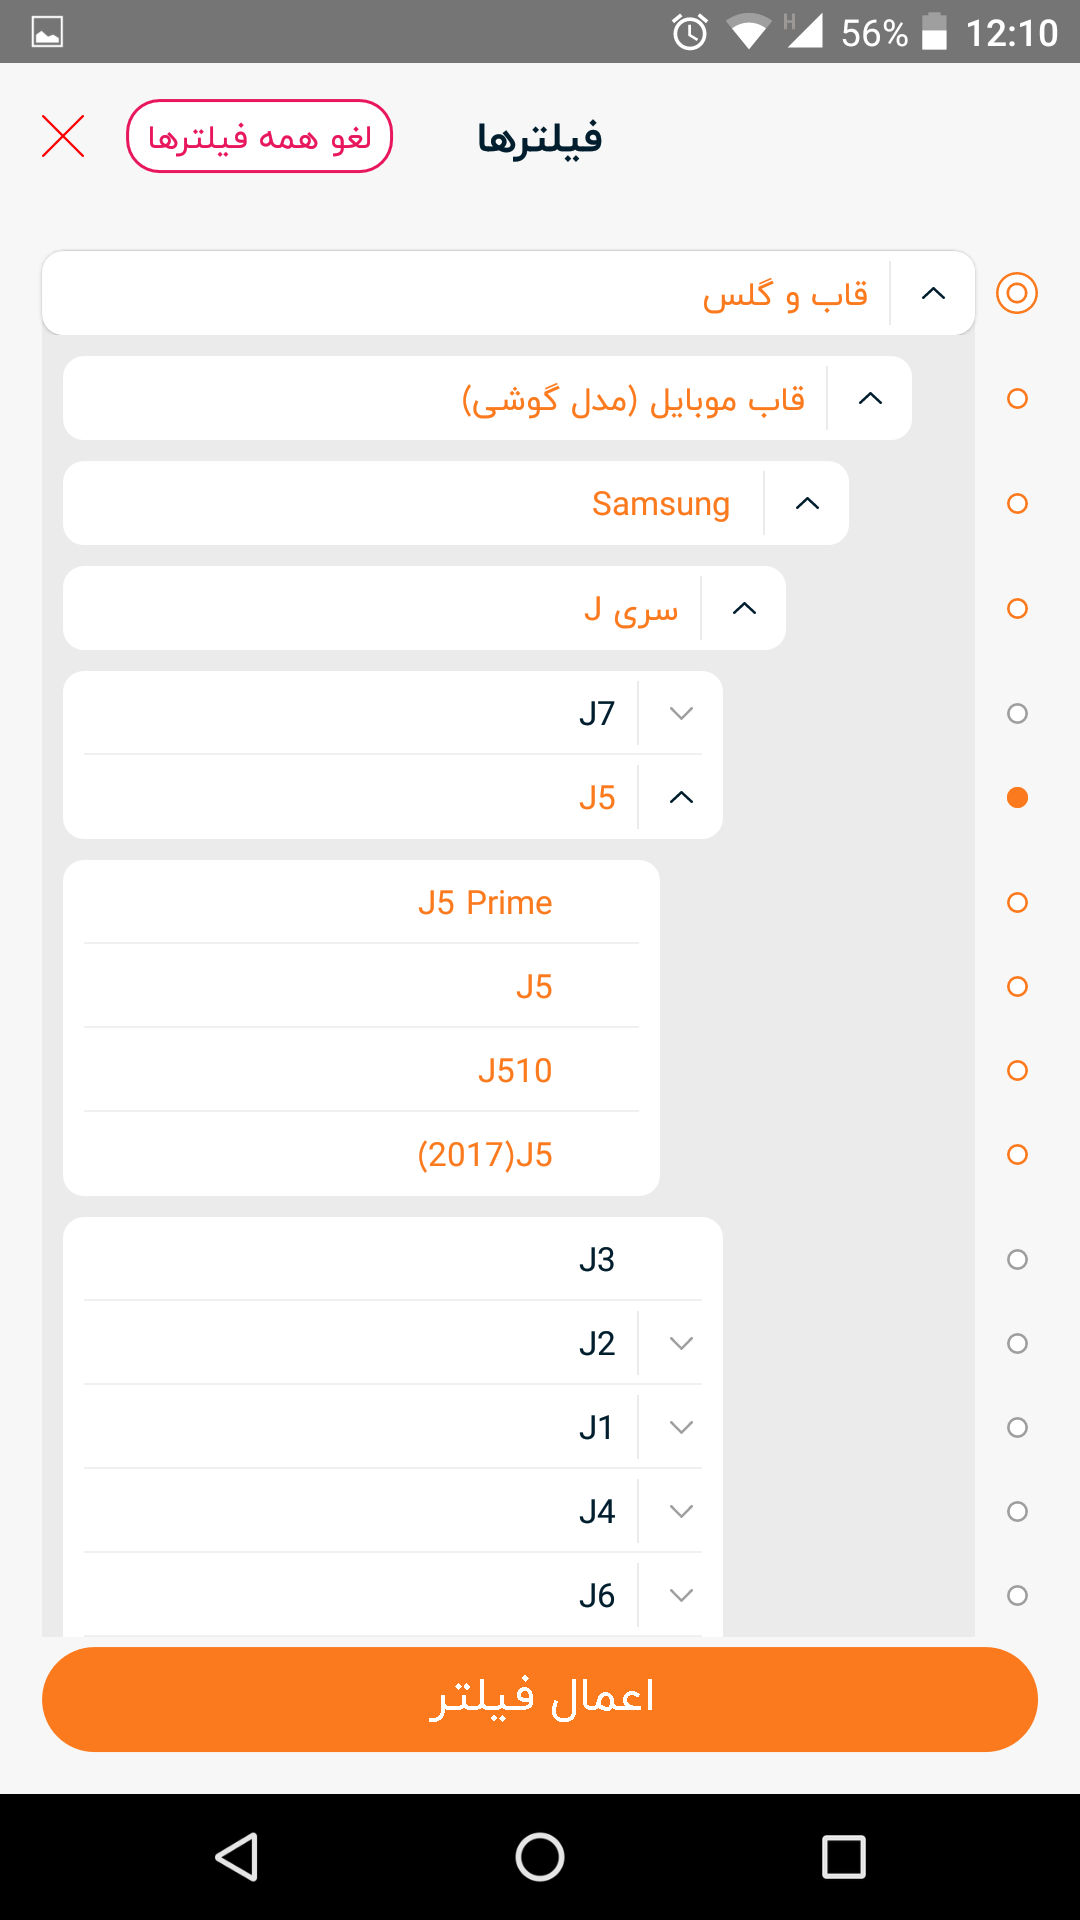 H 56% 12:10
فیلترها
لغو همه فیلترها
قاب و گلس
قاب موبایل (مدل گوشی)
Samsung
سری J
J7
J5
J5 Prime
J5
J510
(2017)J5
J3
J2
J1
J4
J6
اعمال فیلتر